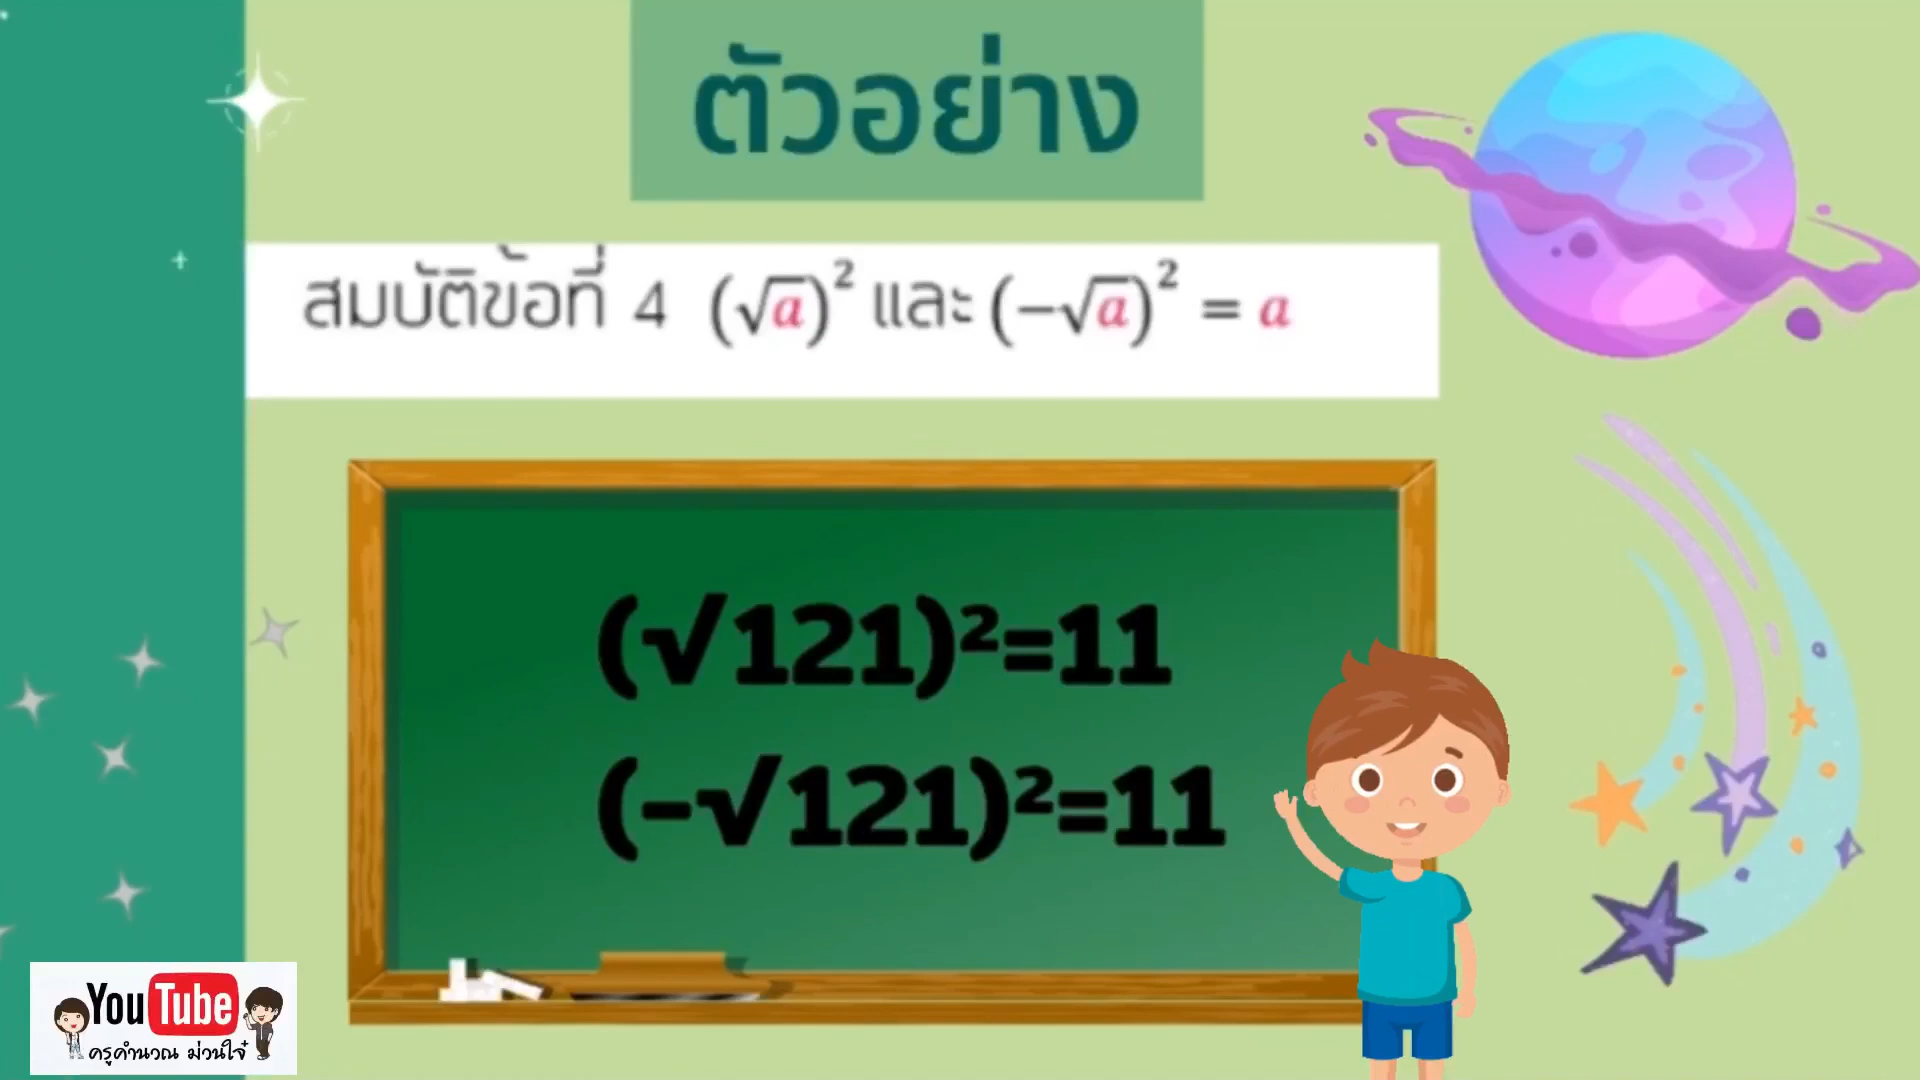 ตัวอย่าง
สมบัติข้อที่ 4 (√a)² และ (−√a)² = a
(√121)²=11
(−√121)²=11
YouTube
ครูคำนวณ ม่วนใจ๋